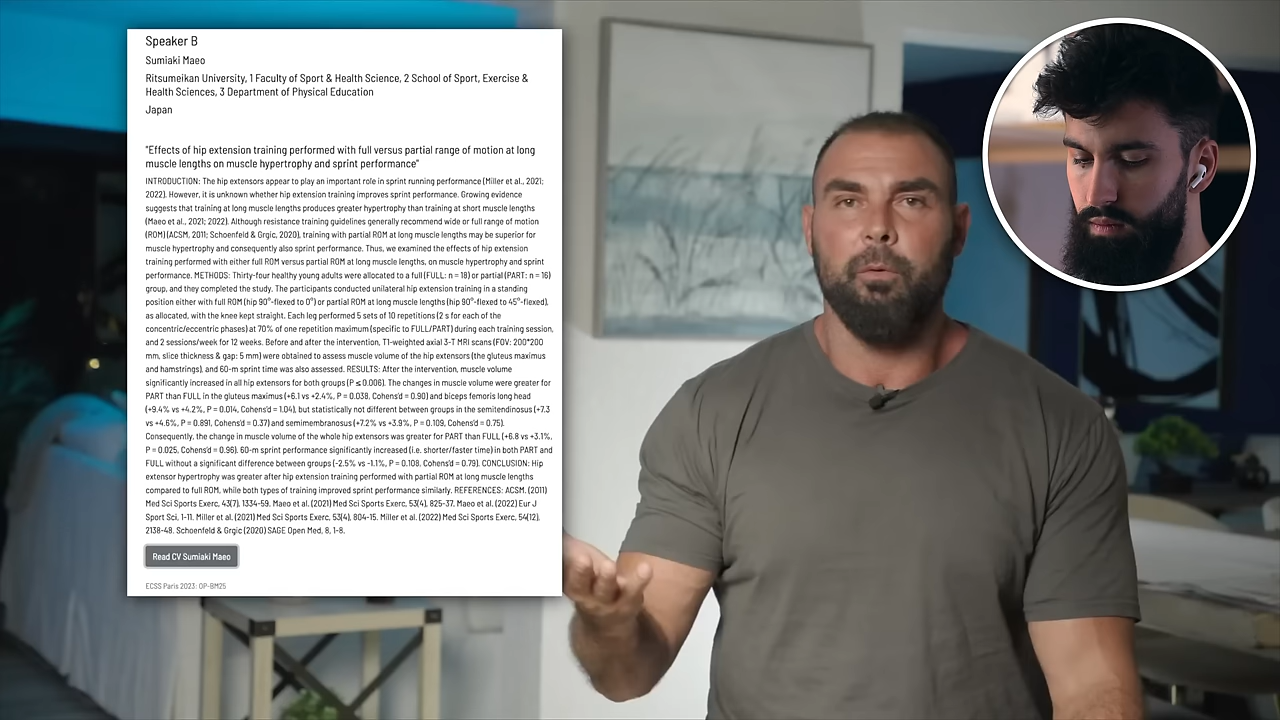 Speaker B
Sumiaki Maeo
Ritsumeikan University, 1 Faculty of Sport & Health Science, 2 School of Sport, Exercise &
Health Sciences, 3 Department of Physical Education
Japan
"Effects of hip extension training performed with full versus partial range of motion at long
muscle lengths on muscle hypertrophy and sprint performance"
INTRODUCTION: The hip extensors appear to play an important role in sprint running performance (Miller et al., 2021;
2022). However, it is unknown whether hip extension training improves sprint performance. Growing evidence
suggests that training at long muscle lengths produces greater hypertrophy than training at short muscle lengths
(Maeo et al., 2021; 2022). Although resistance training guidelines generally recommend wide or full range of motion
(ROM) (ACSM, 2011; Schoenfeld & Grgic, 2020), training with partial ROM at long muscle lengths may be superior for
muscle hypertrophy and consequently also sprint performance. Thus, we examined the effects of hip extension
training performed with either full ROM versus partial ROM at long muscle lengths, on muscle hypertrophy and sprint
performance. METHODS: Thirty-four healthy young adults were allocated to a full (FULL: n = 18) or partial (PART: n = 16)
group, and they completed the study. The participants conducted unilateral hip extension training in a standing
position either with full ROM (hip 90°-flexed to 0°) or partial ROM at long muscle lengths (hip 90°-flexed to 45°-flexed),
as allocated, with the knee kept straight. Each leg performed 5 sets of 10 repetitions (2 s for each of the
concentric/eccentric phases) at 70% of one repetition maximum (specific to FULL/PART) during each training session,
and 2 sessions/week for 12 weeks. Before and after the intervention, T1-weighted axial 3-T MRI scans (FOV: 200*200
mm, slice thickness & gap: 5 mm) were obtained to assess muscle volume of the hip extensors (the gluteus maximus
and hamstrings), and 60-m sprint time was also assessed. RESULTS: After the intervention, muscle volume
significantly increased in all hip extensors for both groups (P ≤ 0.006). The changes in muscle volume were greater for
PART than FULL in the gluteus maximus (+6.1 vs +2.4%, P = 0.038, Cohens'd = 0.90) and biceps femoris long head
(+9.4% vs +4.2%, P = 0.014, Cohens'd = 1.04), but statistically not different between groups in the semitendinosus (+7.3
vs +4.6%, P = 0.891, Cohens'd = 0.37) and semimembranosus (+7.2% vs +3.9%, P = 0.109, Cohens'd = 0.75).
Consequently, the change in muscle volume of the whole hip extensors was greater for PART than FULL (+6.8 vs +3.1%,
P = 0.025, Cohens'd = 0.96). 60-m sprint performance significantly increased (i.e. shorter/faster time) in both PART and
FULL without a significant difference between groups (-2.5% vs -1.1%, P = 0.108, Cohens'd = 0.79). CONCLUSION: Hip
extensor hypertrophy was greater after hip extension training performed with partial ROM at long muscle lengths
compared to full ROM, while both types of training improved sprint performance similarly. REFERENCES: ACSM. (2011)
Med Sci Sports Exerc, 43(7), 1334-59. Maeo et al. (2021) Med Sci Sports Exerc, 53(4), 825-37. Maeo et al. (2022) Eur J
Sport Sci, 1-11. Miller et al. (2021) Med Sci Sports Exerc, 53(4), 804-15. Miller et al. (2022) Med Sci Sports Exerc, 54(12),
2138-48. Schoenfeld & Grgic (2020) SAGE Open Med, 8, 1-8.
Read CV Sumiaki Maeo
ECSS Paris 2023: OP-BM25